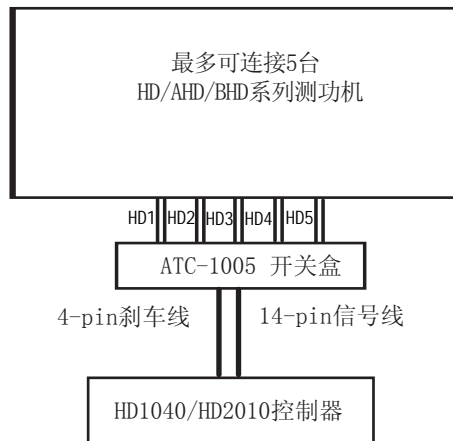 最多可连接5台
HD/AHD/BHD系列测功机
HD1 HD2 HD3 HD4 HD5
ATC-1005 开关盒
4-pin刹车线 14-pin信号线
HD1040/HD2010控制器